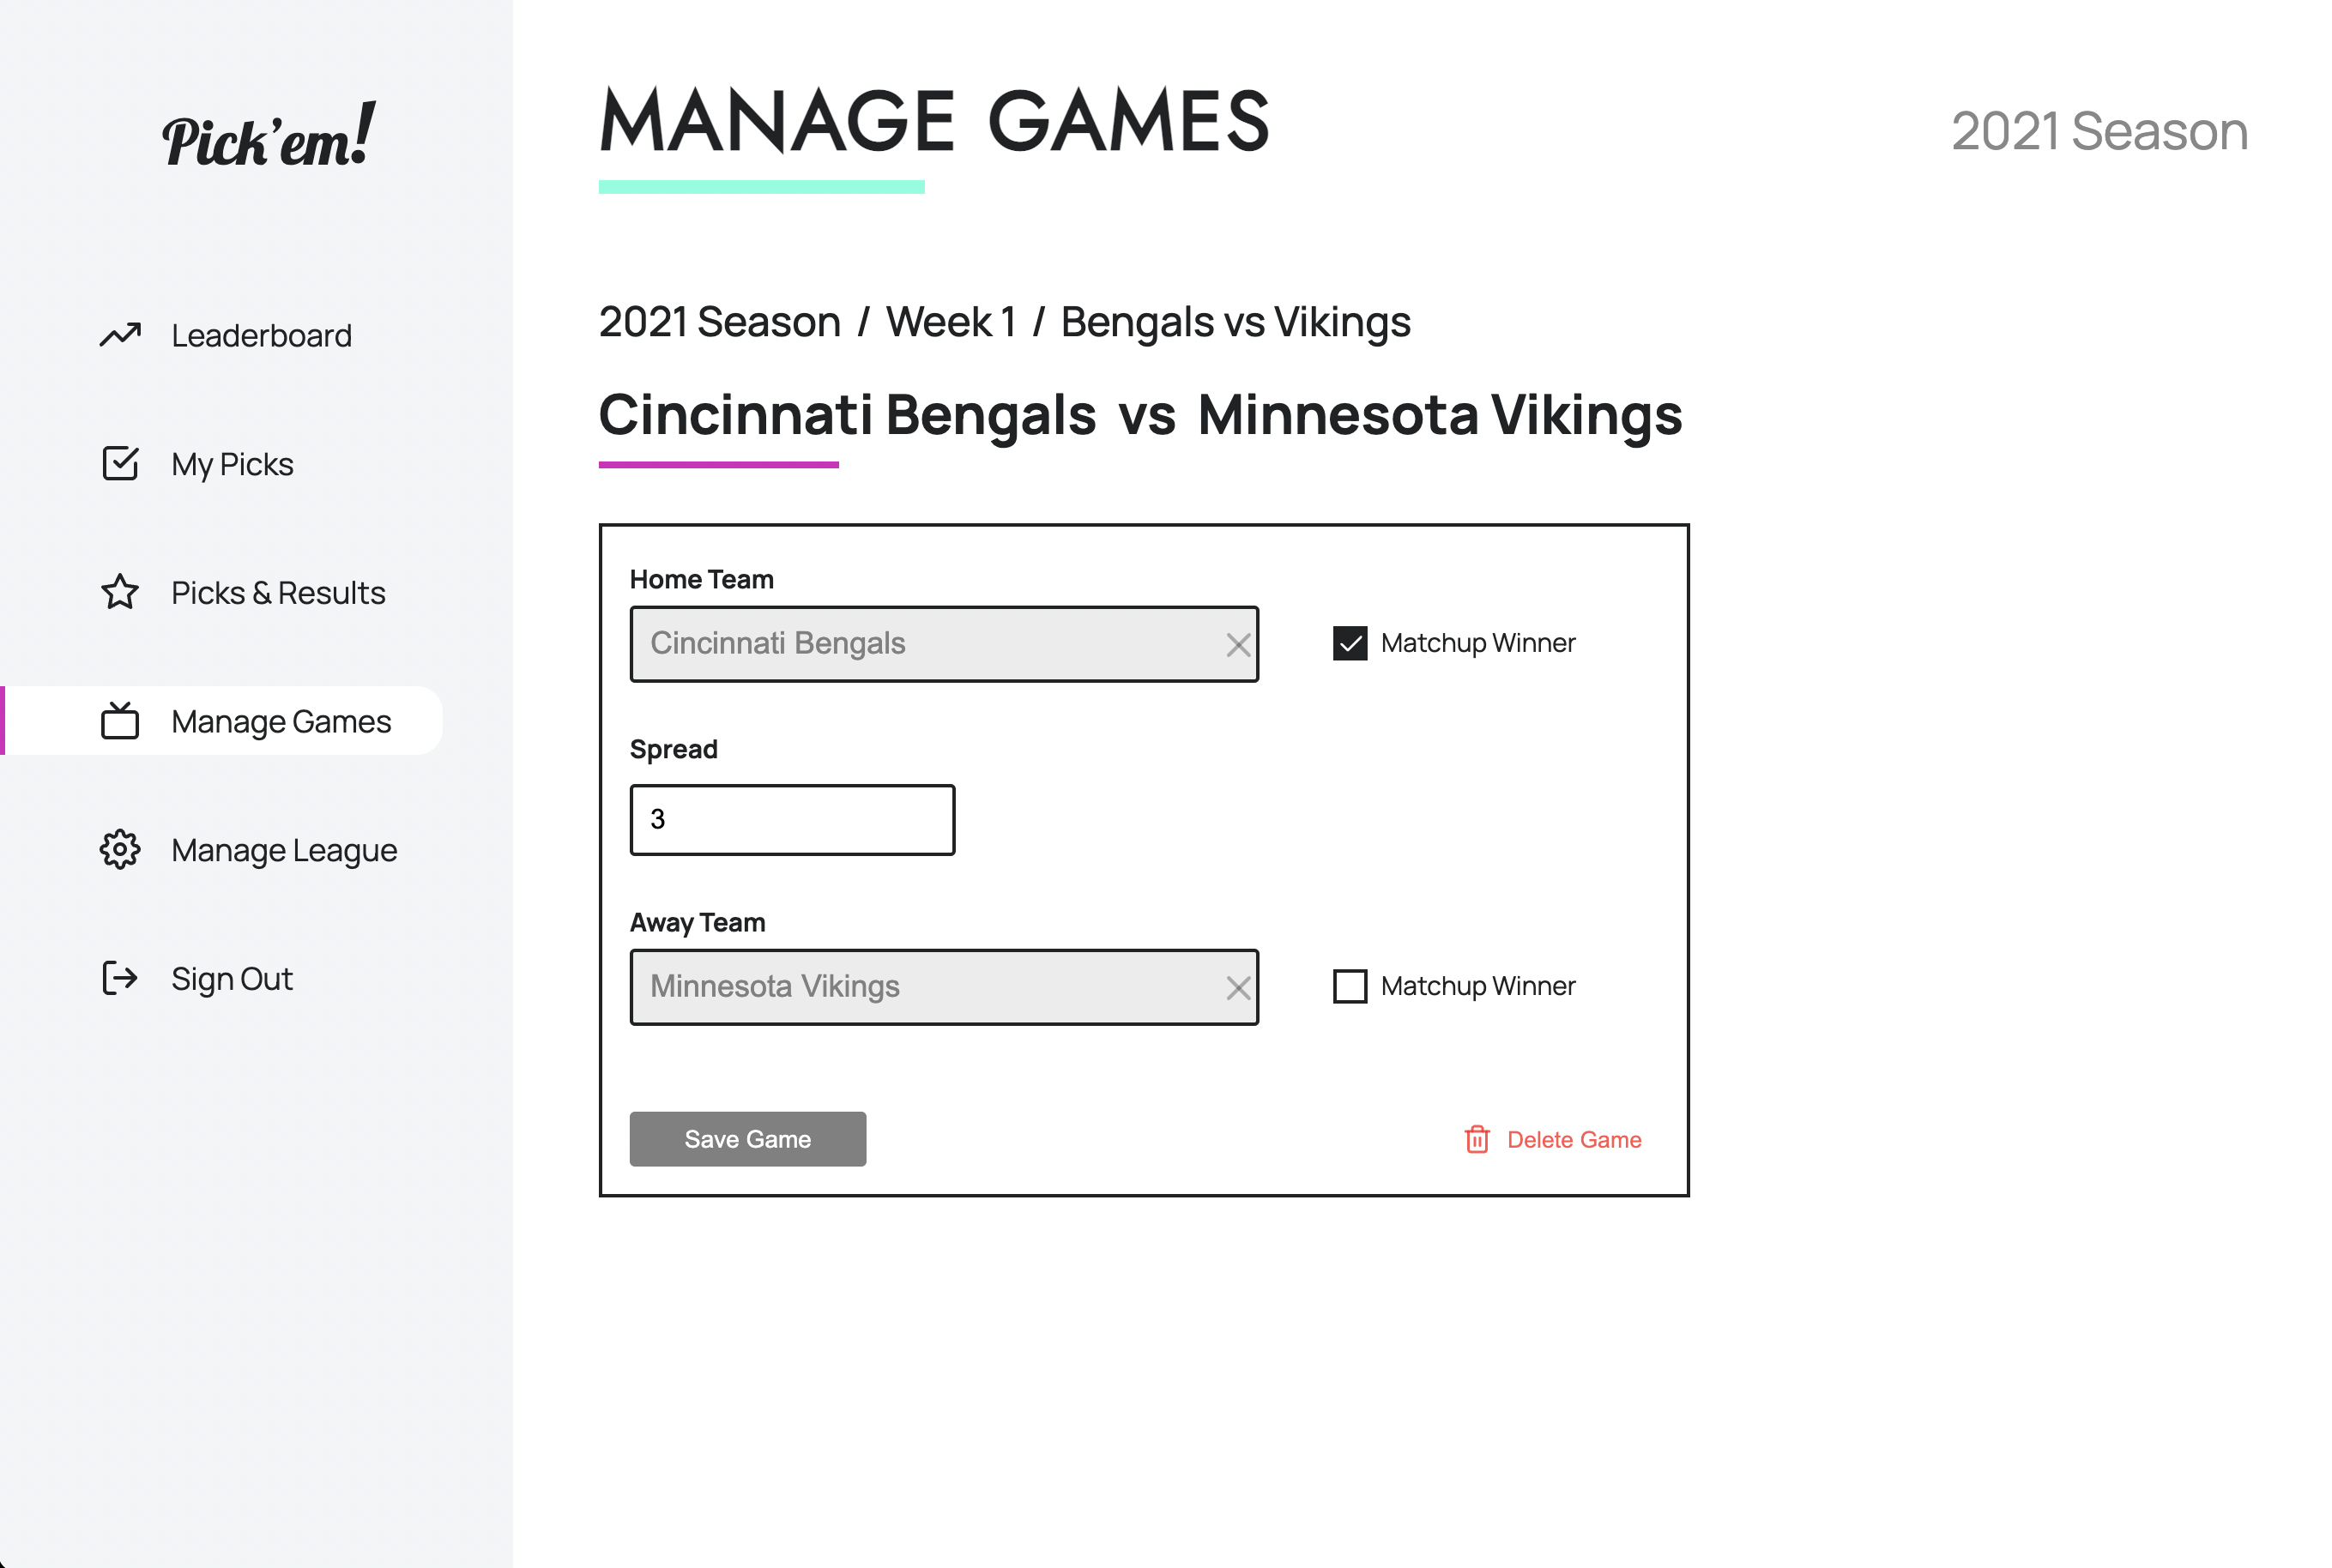 Pick'em!
Leaderboard
My Picks
Picks & Results
Manage Games
Manage League
Sign Out
MANAGE GAMES
2021 Season
2021 Season / Week 1 / Bengals vs Vikings
Cincinnati Bengals vs Minnesota Vikings
Home Team
Cincinnati Bengals
Matchup Winner
Spread
3
Away Team
Minnesota Vikings
Matchup Winner
Save Game
Delete Game